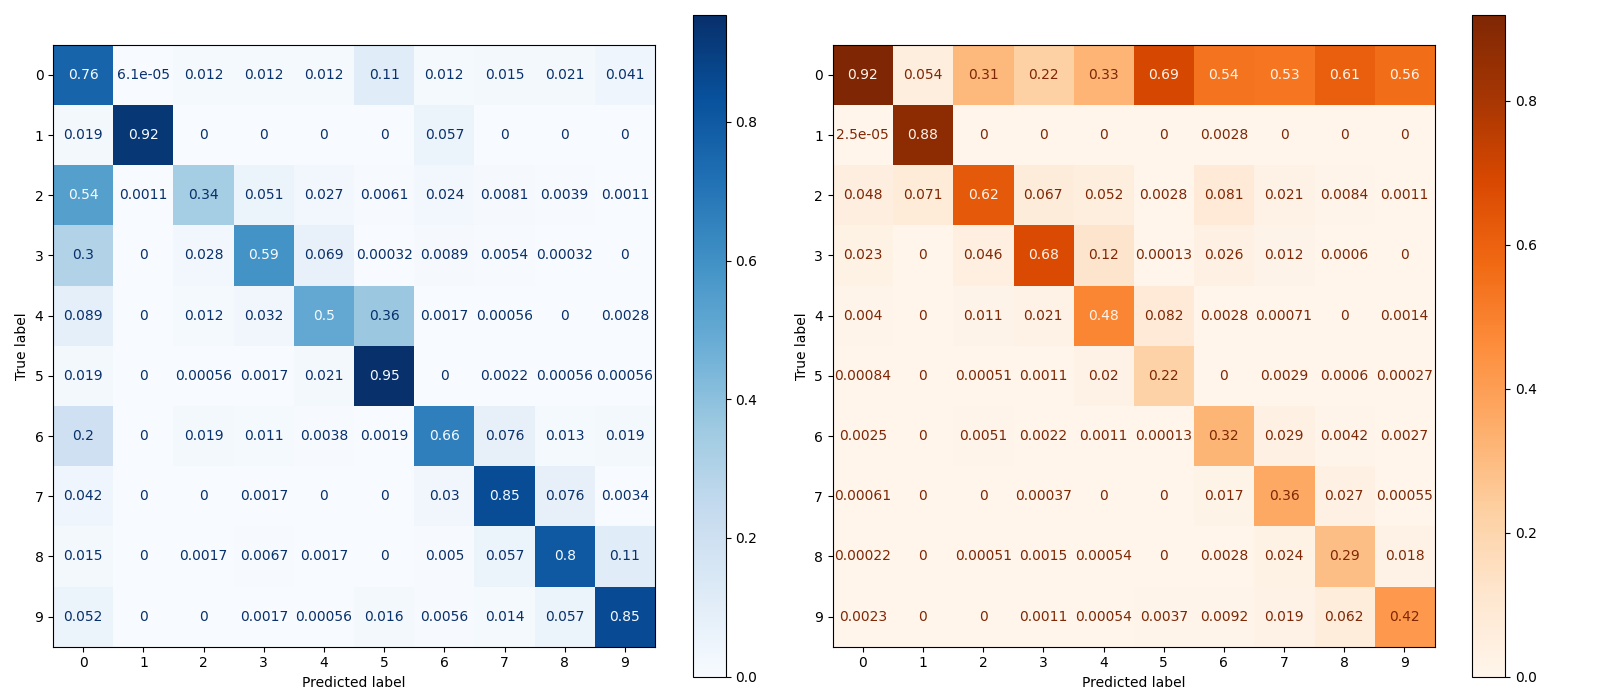 0 0.76 6.1e-05 0.012 0.012 0.012 0.11 0.012 0.015 0.021 0.041
1 0.019 0.92 0 0 0 0 0.057 0 0 0
2 0.54 0.0011 0.34 0.051 0.027 0.0061 0.024 0.0081 0.0039 0.0011
3 0.3 0 0.028 0.59 0.069 0.00032 0.0089 0.0054 0.00032 0
4 0.089 0 0.012 0.032 0.5 0.36 0.0017 0.00056 0 0.0028
5 0.019 0 0.00056 0.0017 0.021 0.95 0 0.0022 0.00056 0.00056
6 0.2 0 0.019 0.011 0.0038 0.0019 0.66 0.076 0.013 0.019
7 0.042 0 0 0.0017 0 0 0.03 0.85 0.076 0.0034
8 0.015 0 0.0017 0.0067 0.0017 0 0.005 0.057 0.8 0.11
9 0.052 0 0 0.0017 0.00056 0.016 0.0056 0.014 0.057 0.85
0 1 2 3 4 5 6 7 8 9
Predicted label
True label
0.8
0.6
0.4
0.2
0.0
0 0.92 0.054 0.31 0.22 0.33 0.69 0.54 0.53 0.61 0.56
1 2.5e-05 0.88 0 0 0 0 0.0028 0 0 0
2 0.048 0.071 0.62 0.067 0.052 0.0028 0.081 0.021 0.0084 0.0011
3 0.023 0 0.046 0.68 0.12 0.00013 0.026 0.012 0.0006 0
4 0.004 0 0.011 0.021 0.48 0.082 0.0028 0.00071 0 0.0014
5 0.00084 0 0.00051 0.0011 0.02 0.22 0 0.0029 0.0006 0.00027
6 0.0025 0 0.0051 0.0022 0.0011 0.00013 0.32 0.029 0.0042 0.0027
7 0.00061 0 0 0.00037 0 0 0.017 0.36 0.027 0.00055
8 0.00022 0 0.00051 0.0015 0.00054 0 0.0028 0.024 0.29 0.018
9 0.0023 0 0 0.0011 0.00054 0.0037 0.0092 0.019 0.062 0.42
0 1 2 3 4 5 6 7 8 9
Predicted label
True label
0.8
0.6
0.4
0.2
0.0